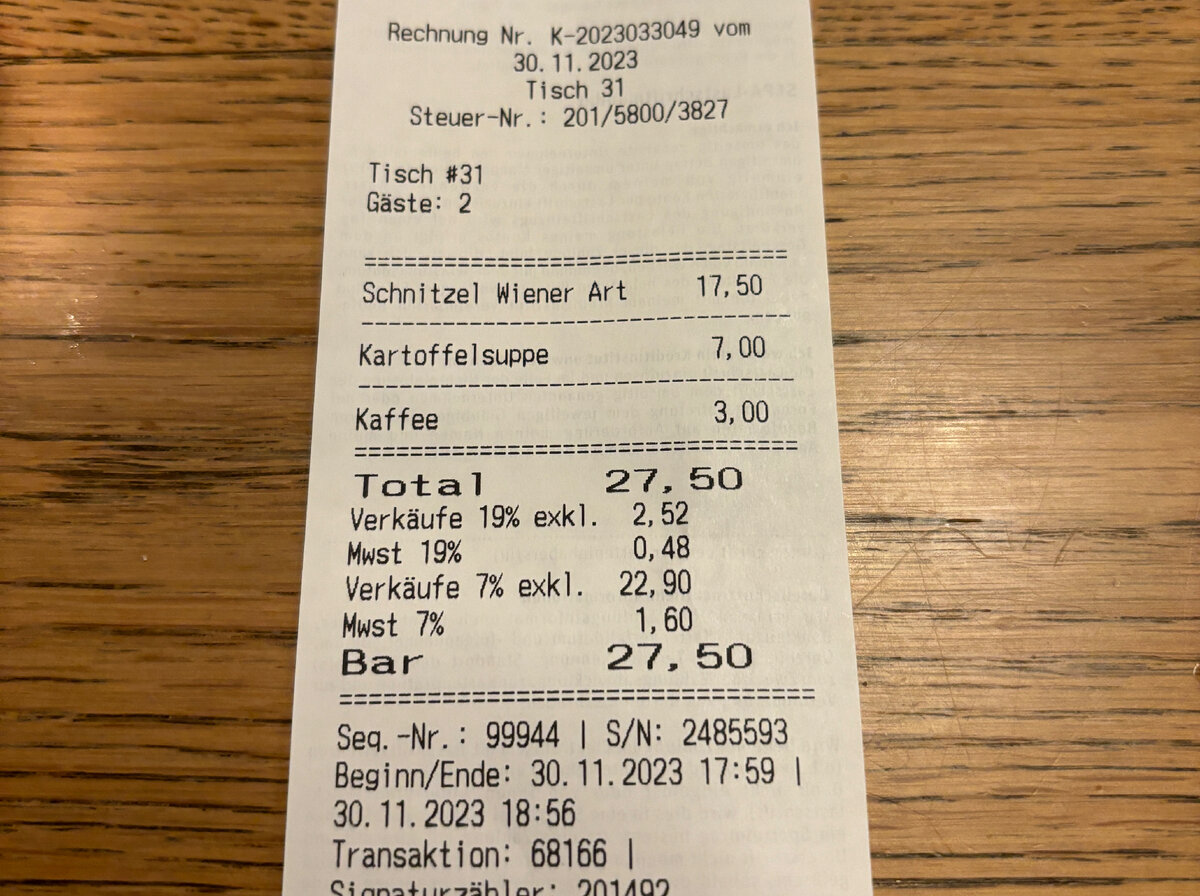 Rechnung Nr. K-2023033049 vom
30.11.2023
Tisch 31
Steuer-Nr.: 201/5800/3827
Tisch #31
Gäste: 2
===================================
Schnitzel Wiener Art 17,50
-----------------------------------
Kartoffelsuppe 7,00
-----------------------------------
Kaffee 3,00
===================================
Total 27,50
Verkäufe 19% exkl. 2,52
Mwst 19% 0,48
Verkäufe 7% exkl. 22,90
Mwst 7% 1,60
Bar 27,50
===================================
Seq.-Nr.: 99944 | S/N: 2485593
Beginn/Ende: 30.11.2023 17:59 |
30.11.2023 18:56
Transaktion: 68166 |
Signaturzähler: 201492